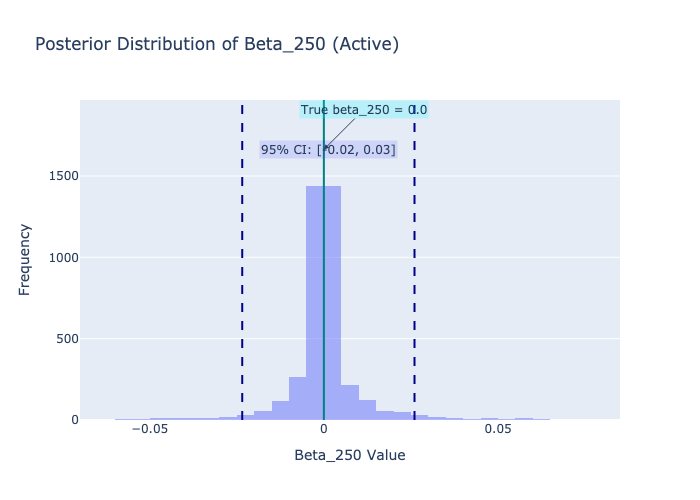 Posterior Distribution of Beta_250 (Active)
True beta_250 = 0.0
95% CI: [-0.02, 0.03]
1500
1000
500
0
Frequency
−0.05
0
0.05
Beta_250 Value